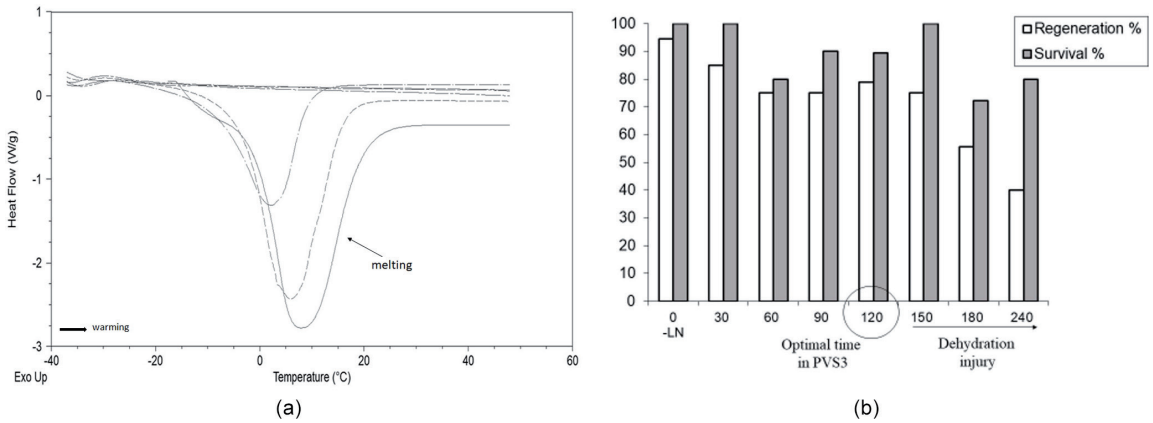 1
0
-1
-2
-3
Heat Flow (W/g)
melting
warming
-40
-20
0
20
40
60
Exo Up
Temperature (°C)
(a)
100
90
80
70
60
50
40
30
20
10
0
Regeneration %
Survival %
0 30 60 90 120 150 180 240
-LN
Optimal time
in PVS3
Dehydration
injury
(b)